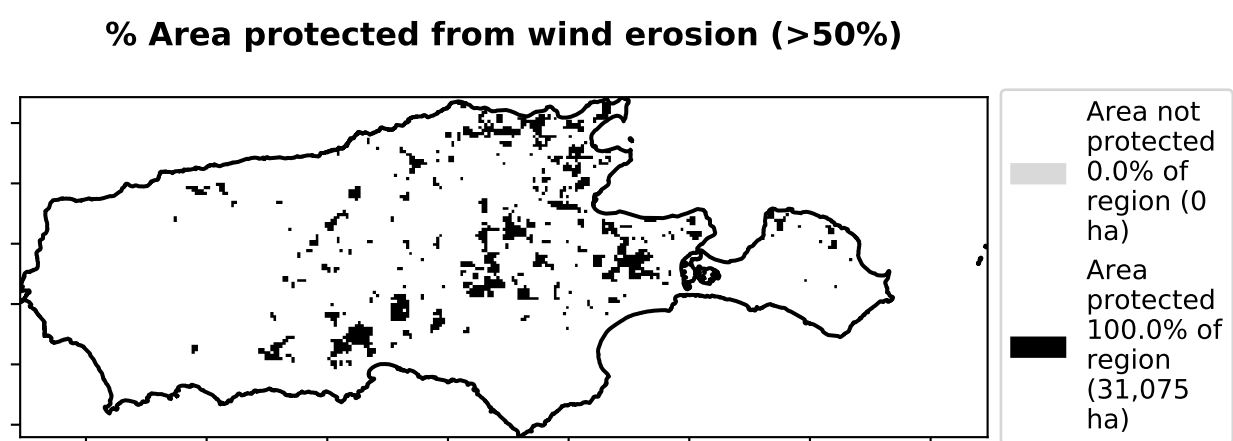 % Area protected from wind erosion (>50%)
Area not
protected
0.0% of
region (0
ha)
Area
protected
100.0% of
region
(31,075
ha)